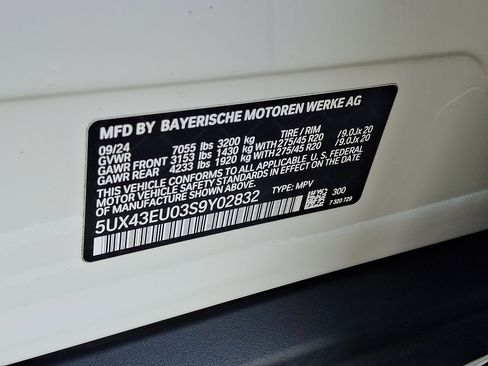 MFD BY BAYERISCHE MOTOREN WERKE AG
09/24 7055 lbs 3200 kg TIRE / RIM
GVWR
GAWR FRONT 3153 lbs 1430 kg WITH 275/45 R20 / 9.0Jx 20
GAWR REAR 4233 lbs 1920 kg WITH 275/45 R20 / 9.0Jx 20
THIS VEHICLE CONFORMS TO ALL APPLICABLE U.S. FEDERAL
MOTOR VEHICLE SAFETY STANDARDS IN EFFECT ON THE DATE OF
5UX43EU03S9Y02832 TYPE: MPV 300
7 320 729